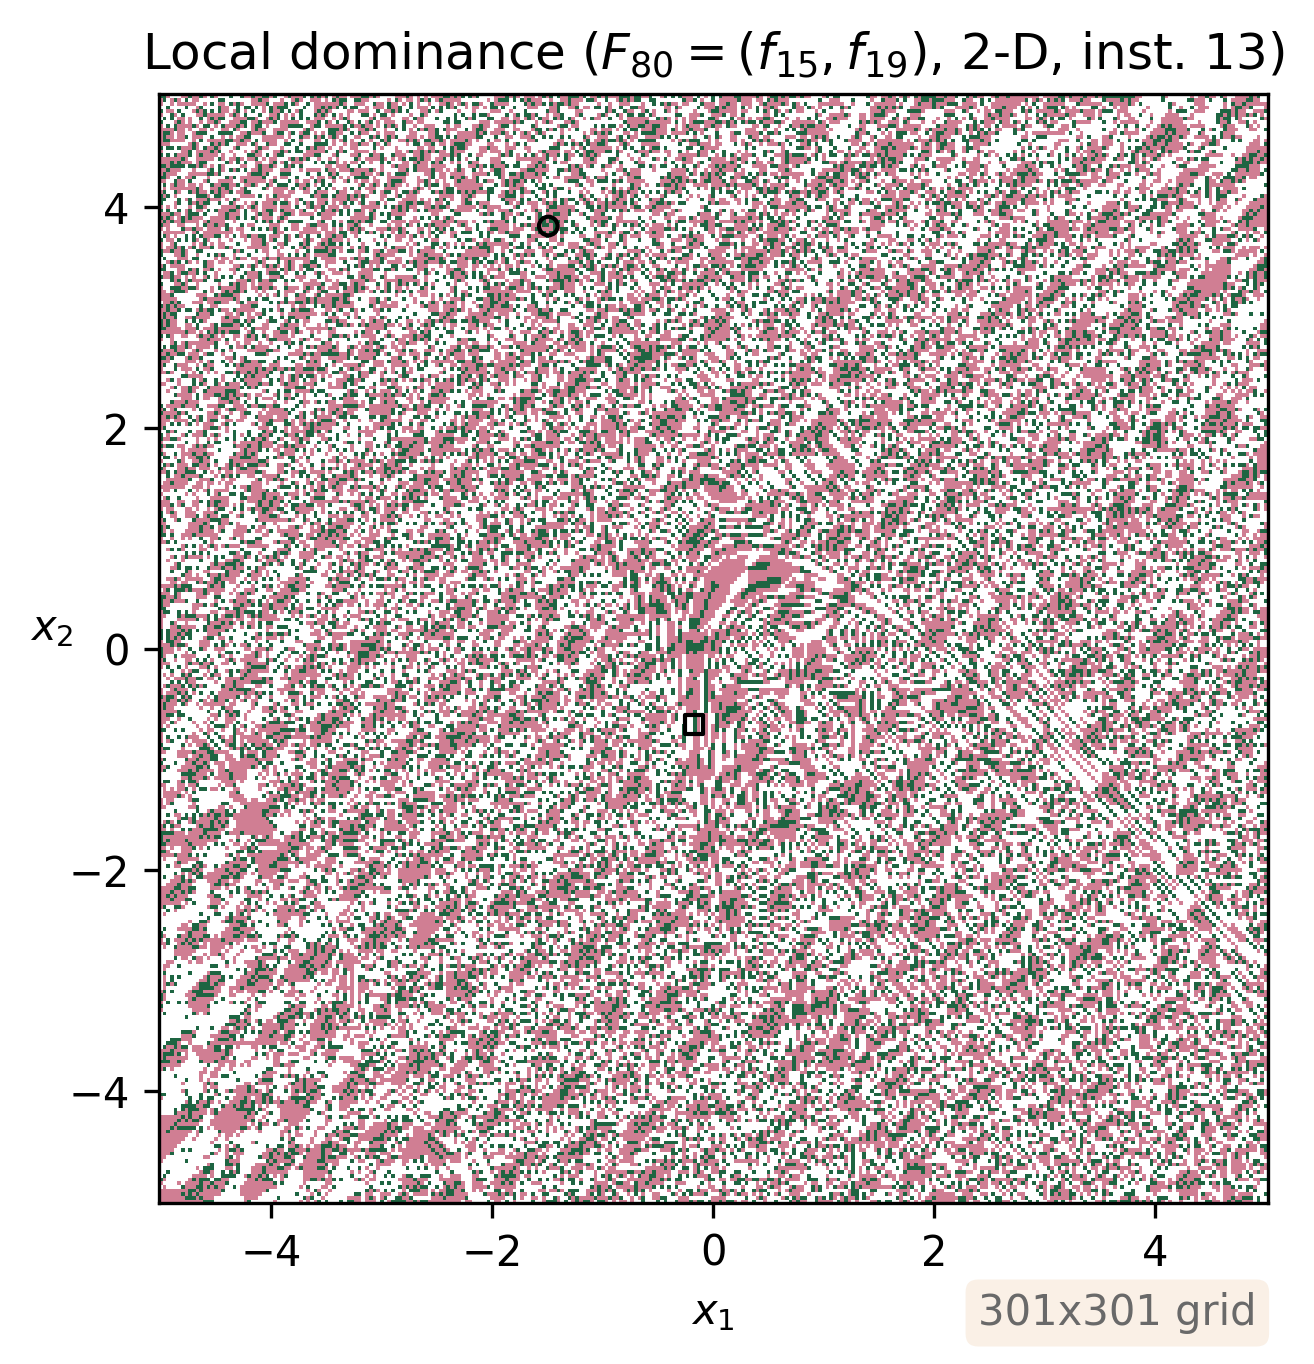 Local dominance (F₈₀ = (f₁₅, f₁₉), 2-D, inst. 13)
4
2
x₂
0
−2
−4
−4 −2 0 2 4
x₁
301x301 grid